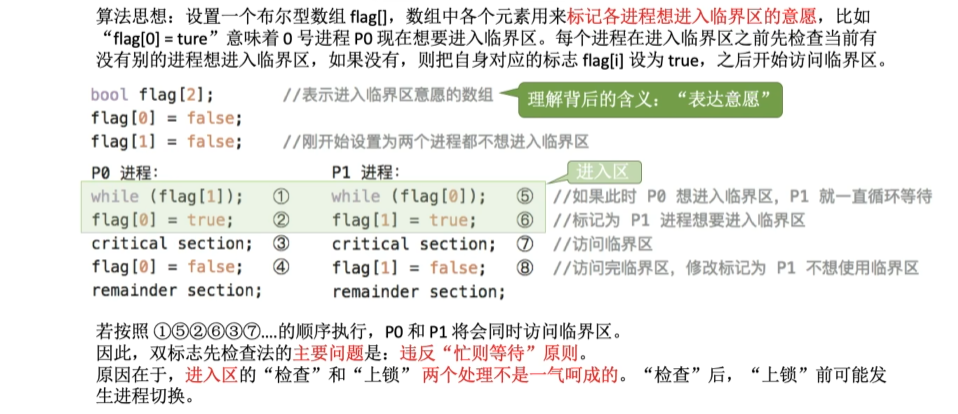 算法思想：设置一个布尔型数组 flag[]，数组中各个元素用来标记各进程想进入临界区的意愿，比如
“flag[0] = ture”意味着 0 号进程 P0 现在想要进入临界区。每个进程在进入临界区之前先检查当前有
没有别的进程想进入临界区，如果没有，则把自身对应的标志 flag[i] 设为 true，之后开始访问临界区。
bool flag[2]; //表示进入临界区意愿的数组 理解背后的含义：“表达意愿”
flag[0] = false;
flag[1] = false; //刚开始设置为两个进程都不想进入临界区
P0 进程： P1 进程： 进入区
while (flag[1]); ① while (flag[0]); ⑤ //如果此时 P0 想进入临界区，P1 就一直循环等待
flag[0] = true; ② flag[1] = true; ⑥ //标记为 P1 进程想要进入临界区
critical section; ③ critical section; ⑦ //访问临界区
flag[0] = false; ④ flag[1] = false; ⑧ //访问完临界区，修改标记为 P1 不想使用临界区
remainder section; remainder section;
若按照 ①⑤②⑥③⑦....的顺序执行，P0 和 P1 将会同时访问临界区。
因此，双标志先检查法的主要问题是：违反“忙则等待”原则。
原因在于，进入区的“检查”和“上锁” 两个处理不是一气呵成的。“检查”后，“上锁”前可能发
生进程切换。